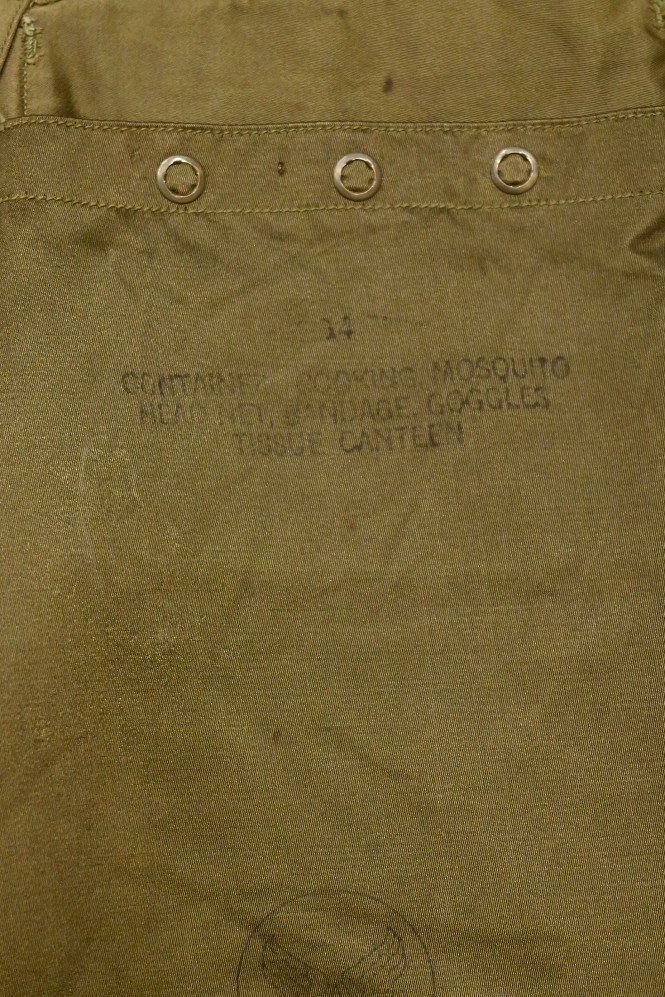 14
CONTAINER, COOKING, MOSQUITO
HEAD NET, BANDAGE, GOGGLES
TISSUE CANTEEN